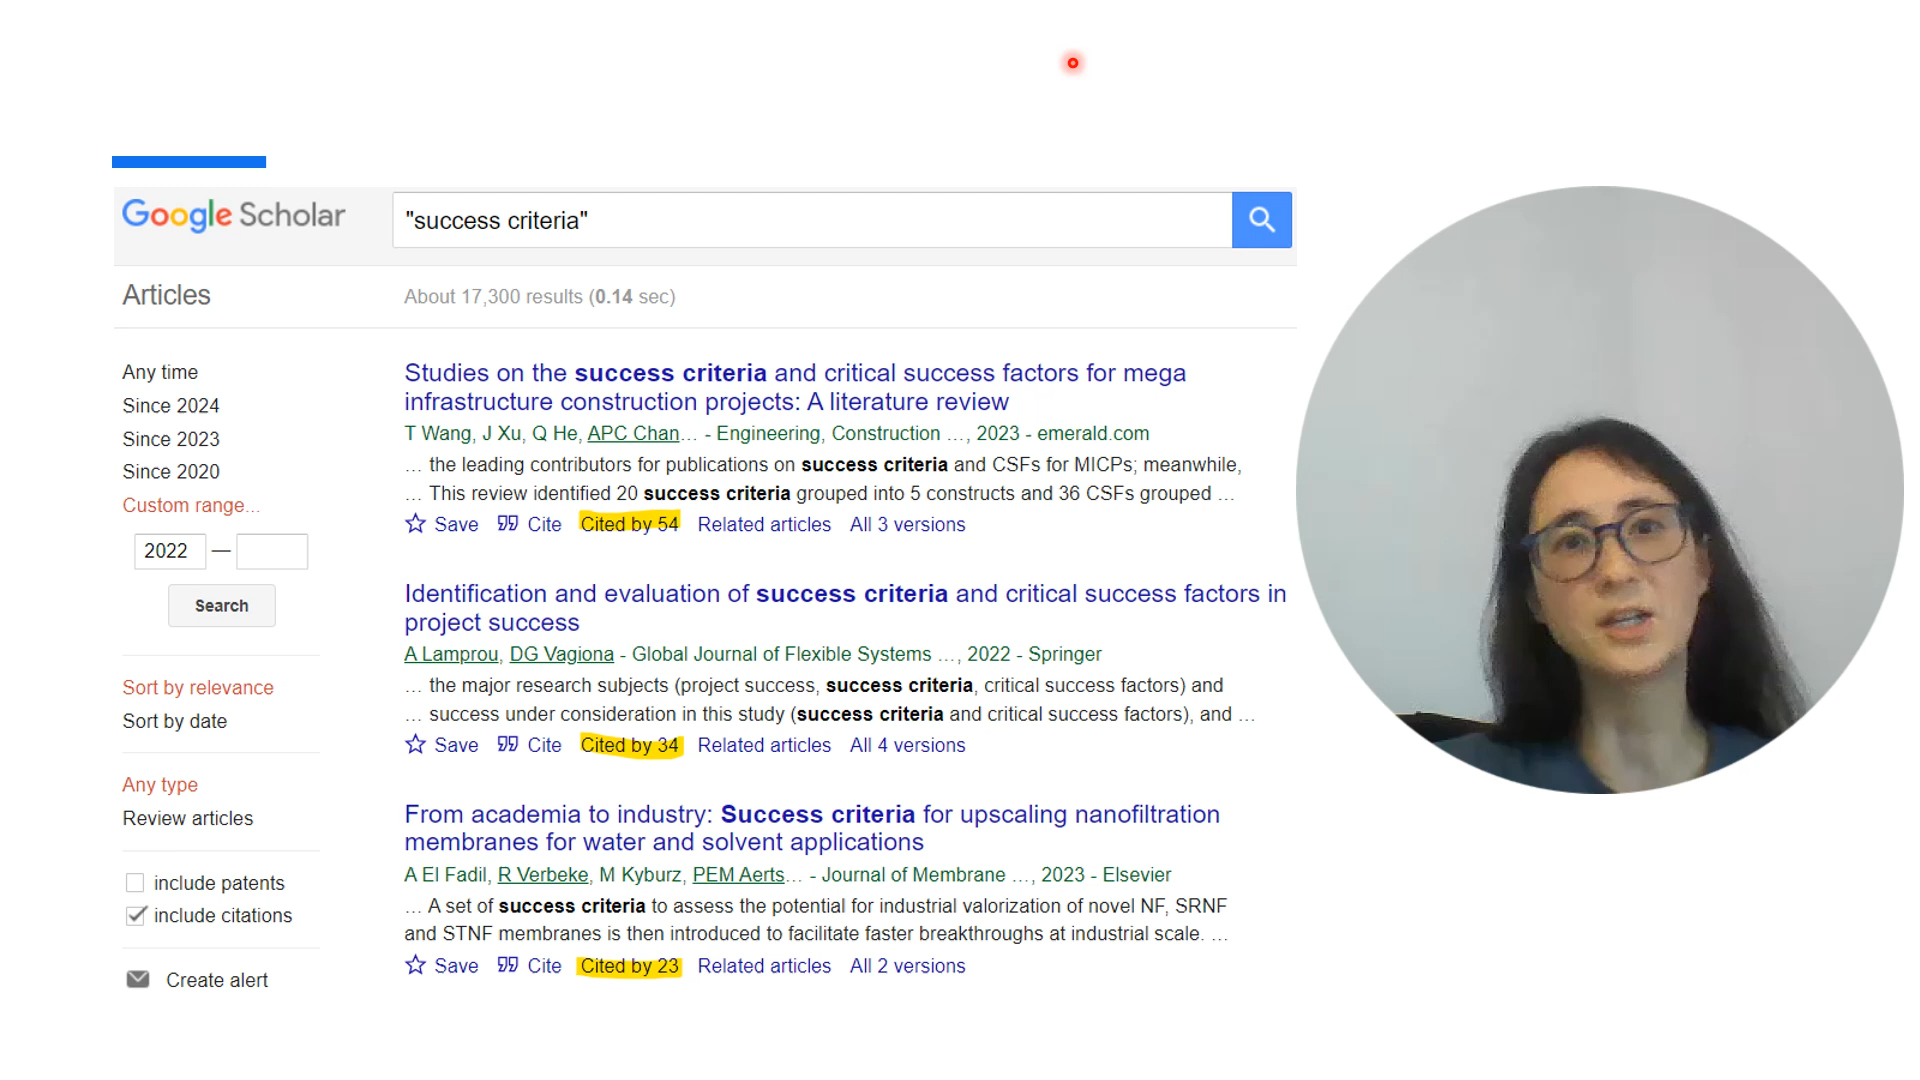 Google Scholar
"success criteria"
Articles
About 17,300 results (0.14 sec)
Any time
Since 2024
Since 2023
Since 2020
Custom range...
2022 —
Search
Sort by relevance
Sort by date
Any type
Review articles
include patents
include citations
Create alert
Studies on the success criteria and critical success factors for mega
infrastructure construction projects: A literature review
T Wang, J Xu, Q He, APC Chan… - Engineering, Construction …, 2023 - emerald.com
… the leading contributors for publications on success criteria and CSFs for MICPs; meanwhile,
… This review identified 20 success criteria grouped into 5 constructs and 36 CSFs grouped …
Save Cite Cited by 54 Related articles All 3 versions
Identification and evaluation of success criteria and critical success factors in
project success
A Lamprou, DG Vagiona - Global Journal of Flexible Systems …, 2022 - Springer
… the major research subjects (project success, success criteria, critical success factors) and
… success under consideration in this study (success criteria and critical success factors), and …
Save Cite Cited by 34 Related articles All 4 versions
From academia to industry: Success criteria for upscaling nanofiltration
membranes for water and solvent applications
A El Fadil, R Verbeke, M Kyburz, PEM Aerts… - Journal of Membrane …, 2023 - Elsevier
… A set of success criteria to assess the potential for industrial valorization of novel NF, SRNF
and STNF membranes is then introduced to facilitate faster breakthroughs at industrial scale. …
Save Cite Cited by 23 Related articles All 2 versions